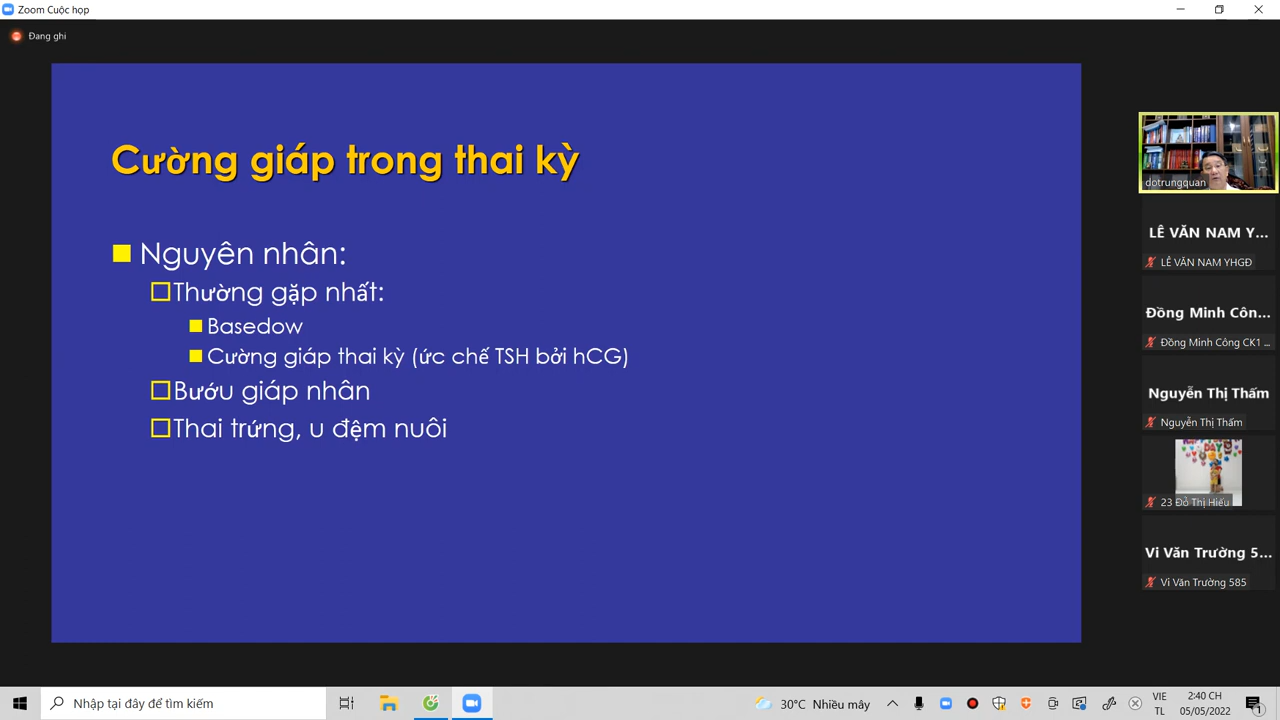 Zoom Cuộc họp
Đang ghi
Cường giáp trong thai kỳ
Nguyên nhân:
Thường gặp nhất:
Basedow
Cường giáp thai kỳ (ức chế TSH bởi hCG)
Bướu giáp nhân
Thai trứng, u đệm nuôi
dotrungquan
LÊ VĂN NAM Y...
LÊ VĂN NAM YHGĐ
Đồng Minh Côn...
Đồng Minh Công CK1 ...
Nguyễn Thị Thấm
Nguyễn Thị Thấm
23 Đỗ Thị Hiếu
Vi Văn Trường 5...
Vi Văn Trường 585
Nhập tại đây để tìm kiếm
30°C Nhiều mây
VIE
TL
2:40 CH
05/05/2022
1